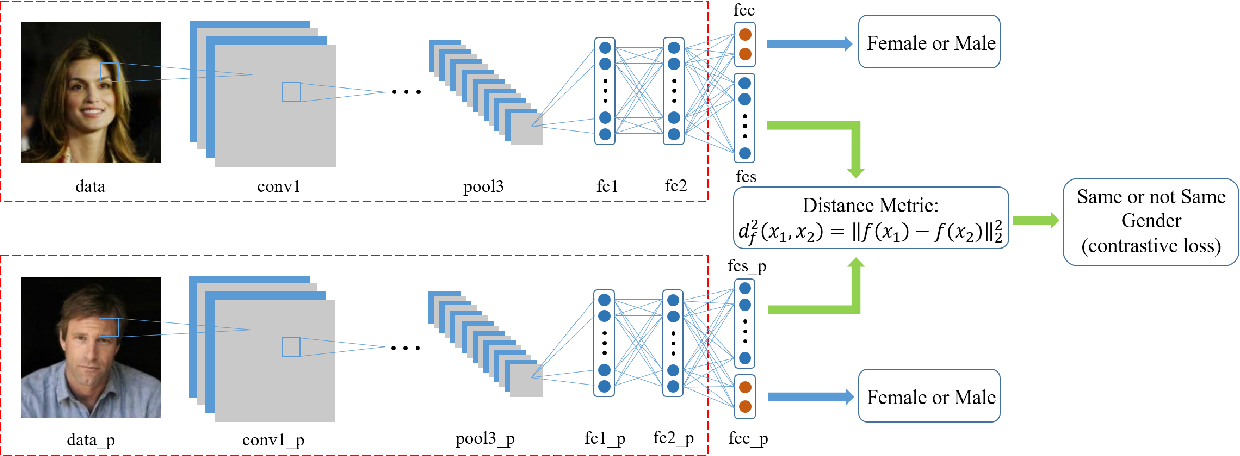 fcc
Female or Male
data
conv1
pool3
fc1
fc2
fcs
Distance Metric:
d_f^2(x_1, x_2) = ‖f(x_1) − f(x_2)‖_2^2
Same or not Same
Gender
(contrastive loss)
fcs_p
Female or Male
data_p
conv1_p
pool3_p
fc1_p
fc2_p
fcc_p